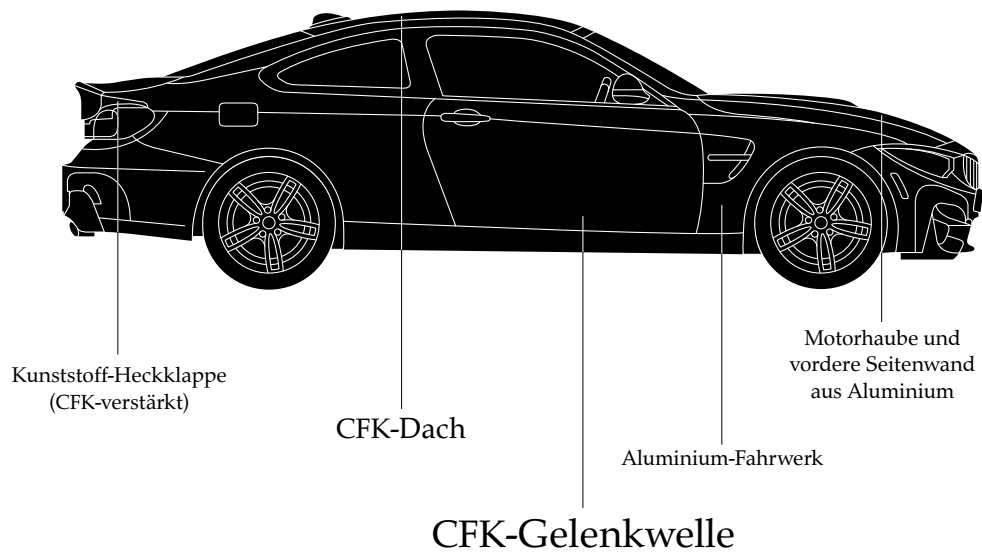 Kunststoff-Heckklappe
(CFK-verstärkt)
CFK-Dach
CFK-Gelenkwelle
Aluminium-Fahrwerk
Motorhaube und
vordere Seitenwand
aus Aluminium